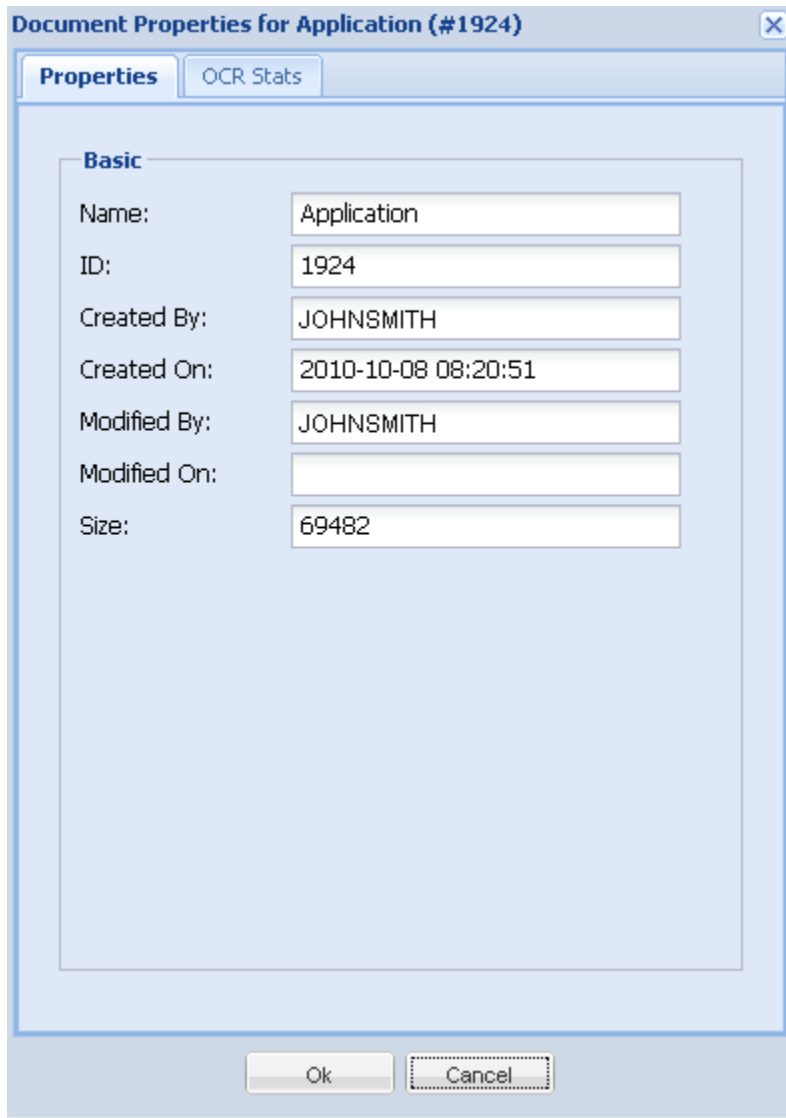 Document Properties for Application (#1924)
Properties OCR Stats
Basic
Name: Application
ID: 1924
Created By: JOHNSMITH
Created On: 2010-10-08 08:20:51
Modified By: JOHNSMITH
Modified On:
Size: 69482
Ok Cancel